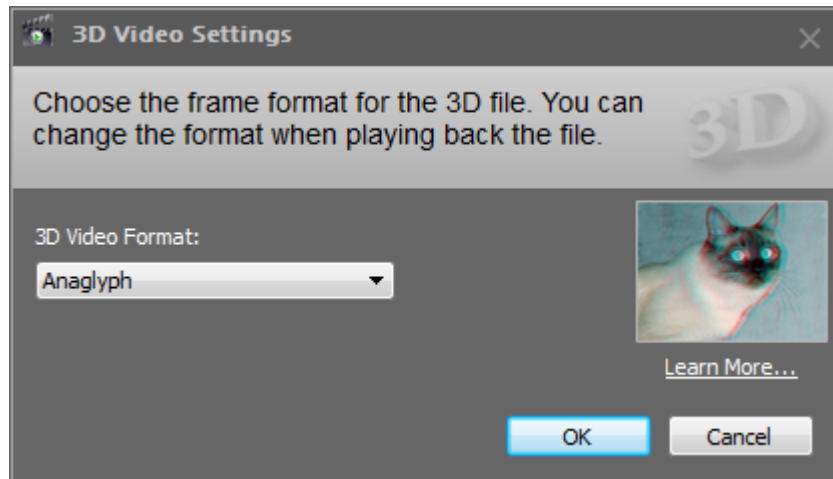 3D Video Settings
Choose the frame format for the 3D file. You can
change the format when playing back the file.
3D
3D Video Format:
Anaglyph
Learn More...
OK
Cancel